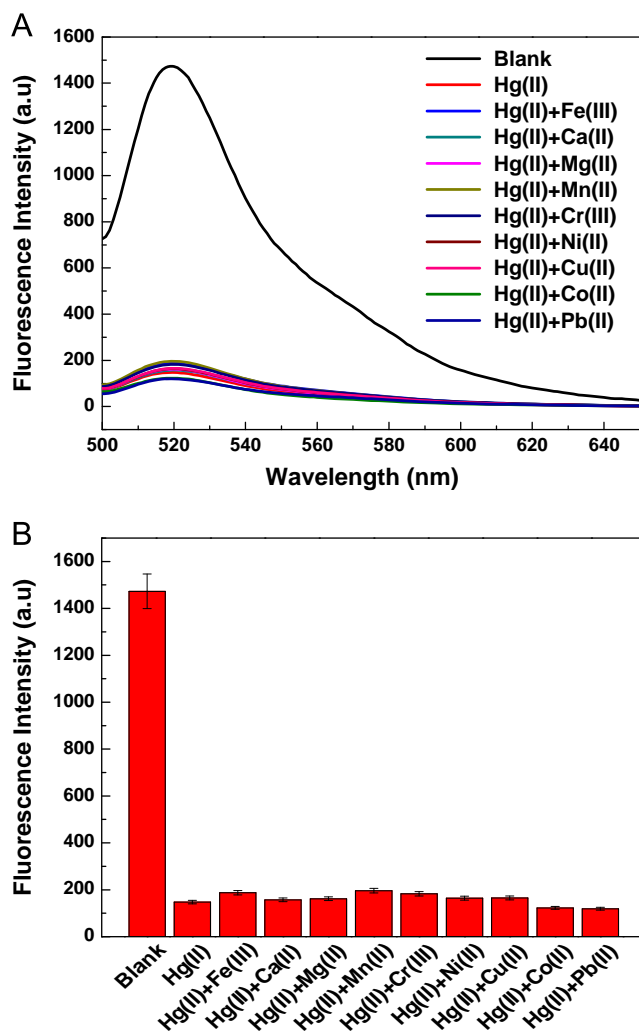 A
1600
1400
1200
1000
800
600
400
200
0
Fluorescence Intensity (a.u)
500 520 540 560 580 600 620 640
Wavelength (nm)
Blank
Hg(II)
Hg(II)+Fe(III)
Hg(II)+Ca(II)
Hg(II)+Mg(II)
Hg(II)+Mn(II)
Hg(II)+Cr(III)
Hg(II)+Ni(II)
Hg(II)+Cu(II)
Hg(II)+Co(II)
Hg(II)+Pb(II)
B
1600
1400
1200
1000
800
600
400
200
0
Fluorescence Intensity (a.u)
Blank
Hg(II)
Hg(II)+Fe(III)
Hg(II)+Ca(II)
Hg(II)+Mg(II)
Hg(II)+Mn(II)
Hg(II)+Cr(III)
Hg(II)+Ni(II)
Hg(II)+Cu(II)
Hg(II)+Co(II)
Hg(II)+Pb(II)